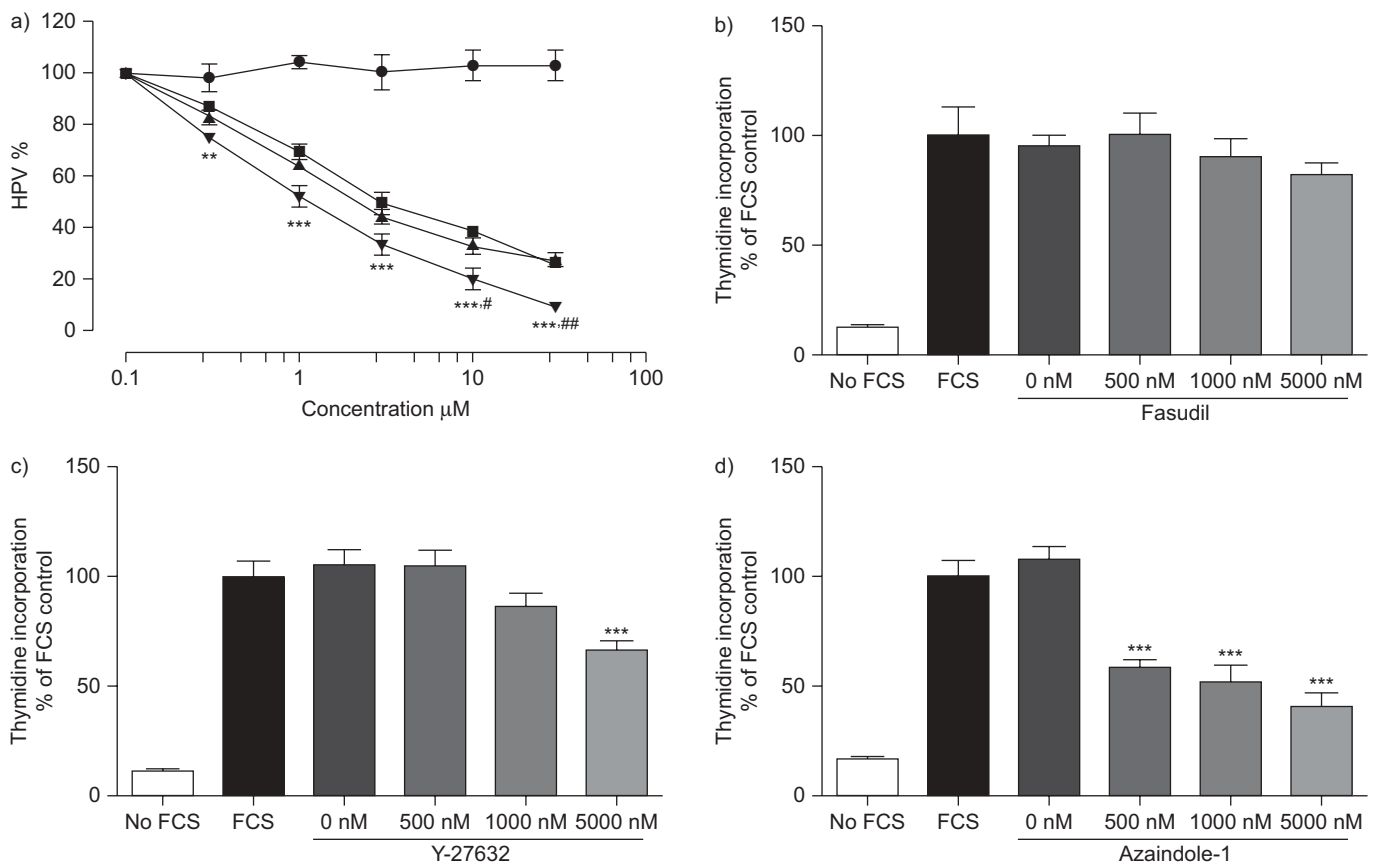 a)
120
100
80
60
40
20
0
HPV %
**
***
***
***,#
***,##
0.1 1 10 100
Concentration μM
b)
150
100
50
0
Thymidine incorporation
% of FCS control
No FCS FCS 0 nM 500 nM 1000 nM 5000 nM
Fasudil
c)
150
100
50
0
Thymidine incorporation
% of FCS control
***
No FCS FCS 0 nM 500 nM 1000 nM 5000 nM
Y-27632
d)
150
100
50
0
Thymidine incorporation
% of FCS control
***
***
***
No FCS FCS 0 nM 500 nM 1000 nM 5000 nM
Azaindole-1